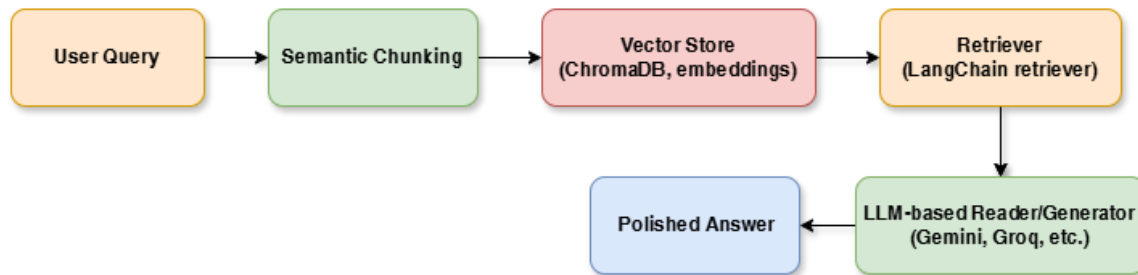 User Query
Semantic Chunking
Vector Store
(ChromaDB, embeddings)
Retriever
(LangChain retriever)
LLM-based Reader/Generator
(Gemini, Groq, etc.)
Polished Answer